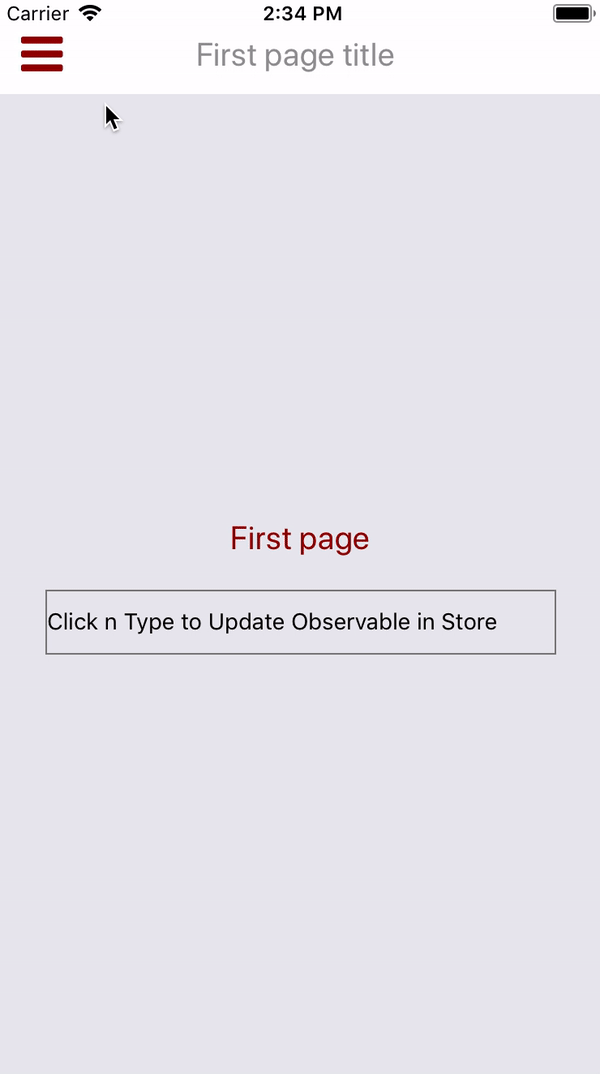 Carrier 2:34 PM
First page title
First page
Click n Type to Update Observable in Store